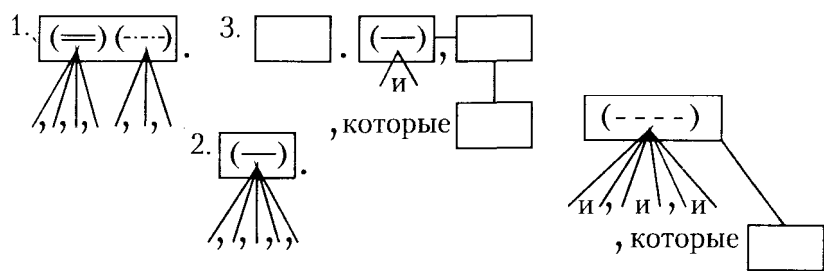 1. (==) (-·-·-) . 3. . (—) ,
, , , , , и
, которые
2. (—) .
, , , , ,
(- - - -)
и , и , и
, которые